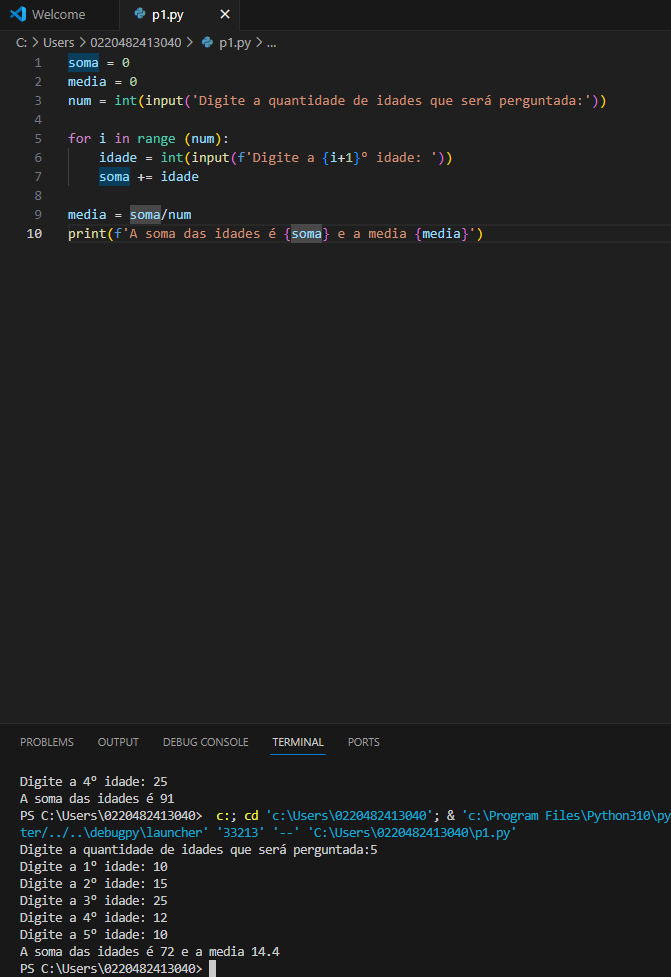 Welcome
p1.py
C: > Users > 0220482413040 > p1.py > ...
1 soma = 0
2 media = 0
3 num = int(input('Digite a quantidade de idades que será perguntada:'))
4
5 for i in range (num):
6     idade = int(input(f'Digite a {i+1}º idade: '))
7     soma += idade
8
9 media = soma/num
10 print(f'A soma das idades é {soma} e a media {media}')
PROBLEMS OUTPUT DEBUG CONSOLE TERMINAL PORTS
Digite a 4º idade: 25
A soma das idades é 91
PS C:\Users\0220482413040>  c:; cd 'c:\Users\0220482413040'; & 'c:\Program Files\Python310\py
ter/../..\debugpy\launcher' '33213' '--' 'C:\Users\0220482413040\p1.py'
Digite a quantidade de idades que será perguntada:5
Digite a 1º idade: 10
Digite a 2º idade: 15
Digite a 3º idade: 25
Digite a 4º idade: 12
Digite a 5º idade: 10
A soma das idades é 72 e a media 14.4
PS C:\Users\0220482413040>